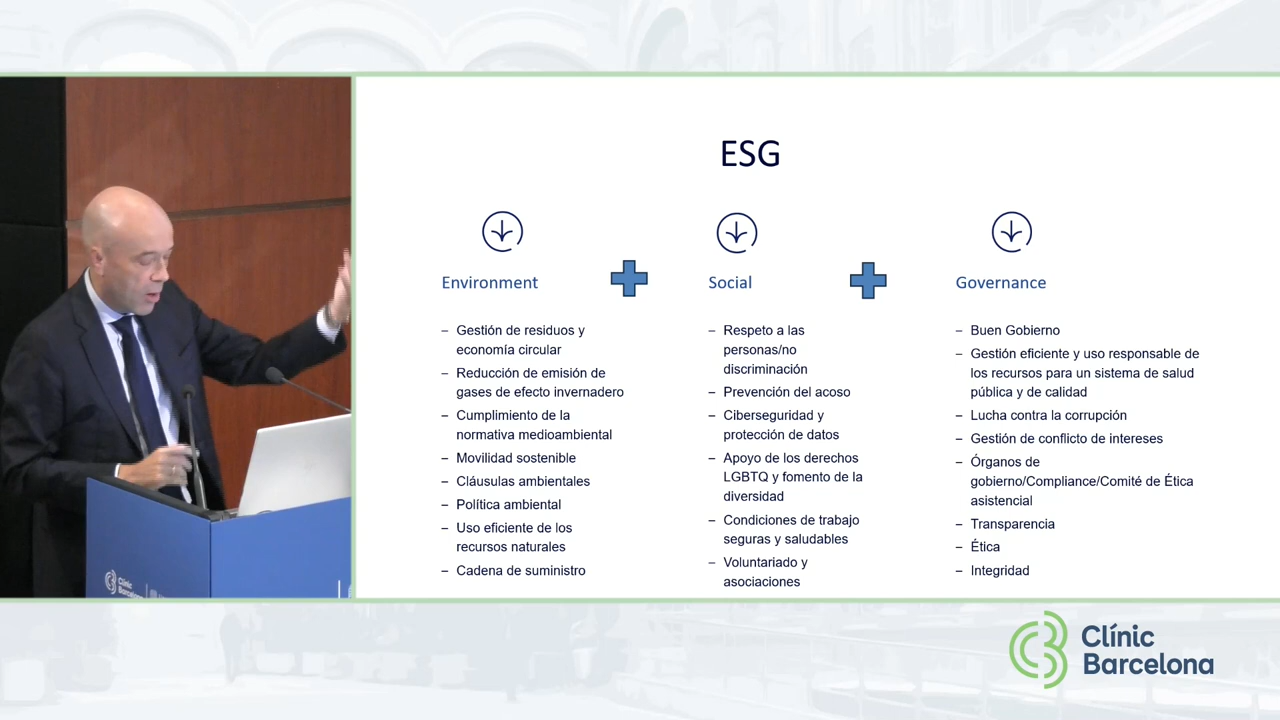 ESG
Environment
– Gestión de residuos y
economía circular
– Reducción de emisión de
gases de efecto invernadero
– Cumplimiento de la
normativa medioambiental
– Movilidad sostenible
– Cláusulas ambientales
– Política ambiental
– Uso eficiente de los
recursos naturales
– Cadena de suministro
Social
– Respeto a las
personas/no
discriminación
– Prevención del acoso
– Ciberseguridad y
protección de datos
– Apoyo de los derechos
LGBTQ y fomento de la
diversidad
– Condiciones de trabajo
seguras y saludables
– Voluntariado y
asociaciones
Governance
– Buen Gobierno
– Gestión eficiente y uso responsable de
los recursos para un sistema de salud
pública y de calidad
– Lucha contra la corrupción
– Gestión de conflicto de intereses
– Órganos de
gobierno/Compliance/Comité de Ética
asistencial
– Transparencia
– Ética
– Integridad
Clínic
Barcelona
Clínic
Barcelona